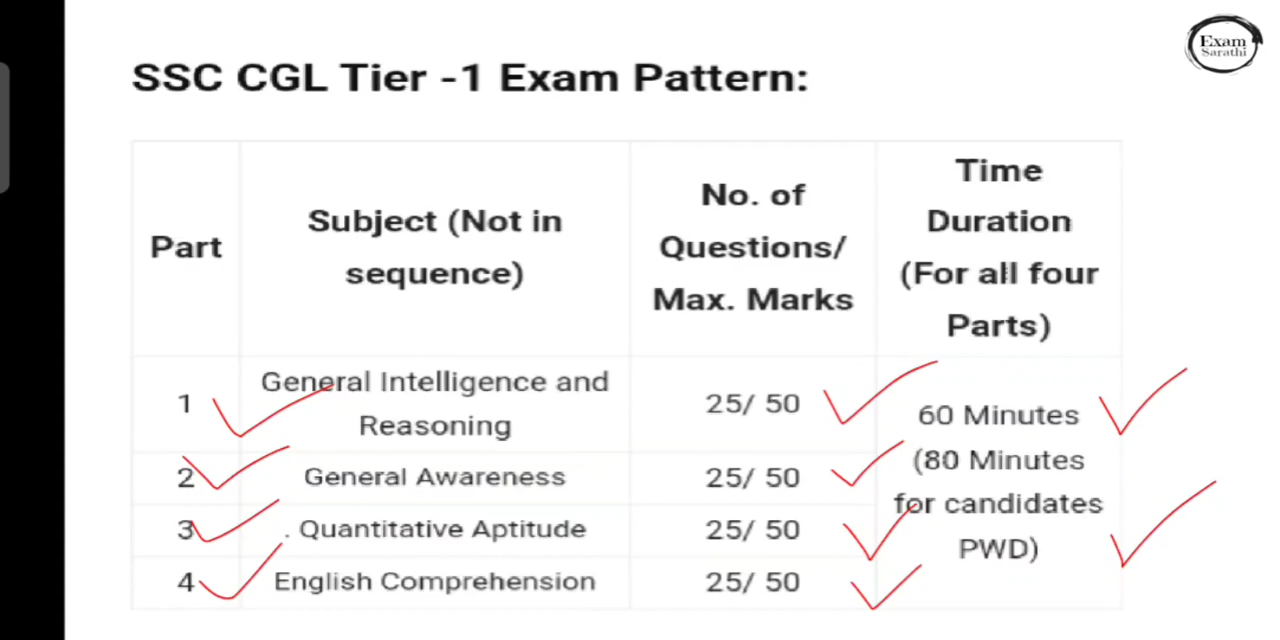 Exam
Sarathi
SSC CGL Tier -1 Exam Pattern:
Part
Subject (Not in
sequence)
No. of
Questions/
Max. Marks
Time
Duration
(For all four
Parts)
1
General Intelligence and
Reasoning
25/ 50
60 Minutes
(80 Minutes
for candidates
PWD)
2
General Awareness
25/ 50
3
. Quantitative Aptitude
25/ 50
4
English Comprehension
25/ 50